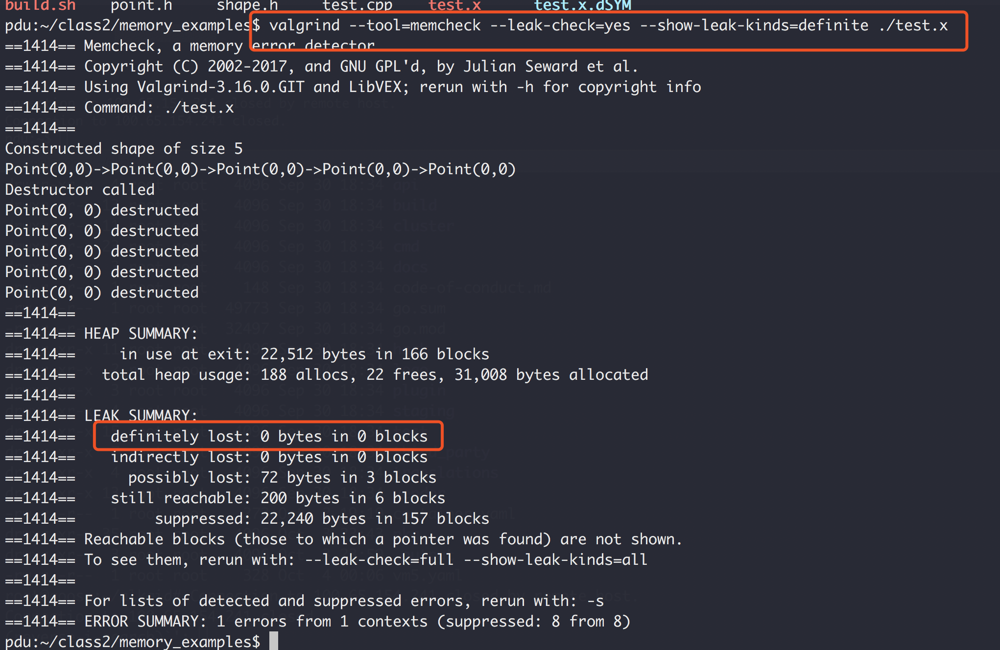 build.sh    point.h     shape.h     test.cpp    test.x      test.x.dSYM
pdu:~/class2/memory_examples$ valgrind --tool=memcheck --leak-check=yes --show-leak-kinds=definite ./test.x
==1414== Memcheck, a memory error detector
==1414== Copyright (C) 2002-2017, and GNU GPL'd, by Julian Seward et al.
==1414== Using Valgrind-3.16.0.GIT and LibVEX; rerun with -h for copyright info
==1414== Command: ./test.x
==1414==
Constructed shape of size 5
Point(0,0)->Point(0,0)->Point(0,0)->Point(0,0)->Point(0,0)
Destructor called
Point(0, 0) destructed
Point(0, 0) destructed
Point(0, 0) destructed
Point(0, 0) destructed
Point(0, 0) destructed
==1414==
==1414== HEAP SUMMARY:
==1414==     in use at exit: 22,512 bytes in 166 blocks
==1414==   total heap usage: 188 allocs, 22 frees, 31,008 bytes allocated
==1414==
==1414== LEAK SUMMARY:
==1414==    definitely lost: 0 bytes in 0 blocks
==1414==    indirectly lost: 0 bytes in 0 blocks
==1414==      possibly lost: 72 bytes in 3 blocks
==1414==    still reachable: 200 bytes in 6 blocks
==1414==         suppressed: 22,240 bytes in 157 blocks
==1414== Reachable blocks (those to which a pointer was found) are not shown.
==1414== To see them, rerun with: --leak-check=full --show-leak-kinds=all
==1414==
==1414== For lists of detected and suppressed errors, rerun with: -s
==1414== ERROR SUMMARY: 1 errors from 1 contexts (suppressed: 8 from 8)
pdu:~/class2/memory_examples$